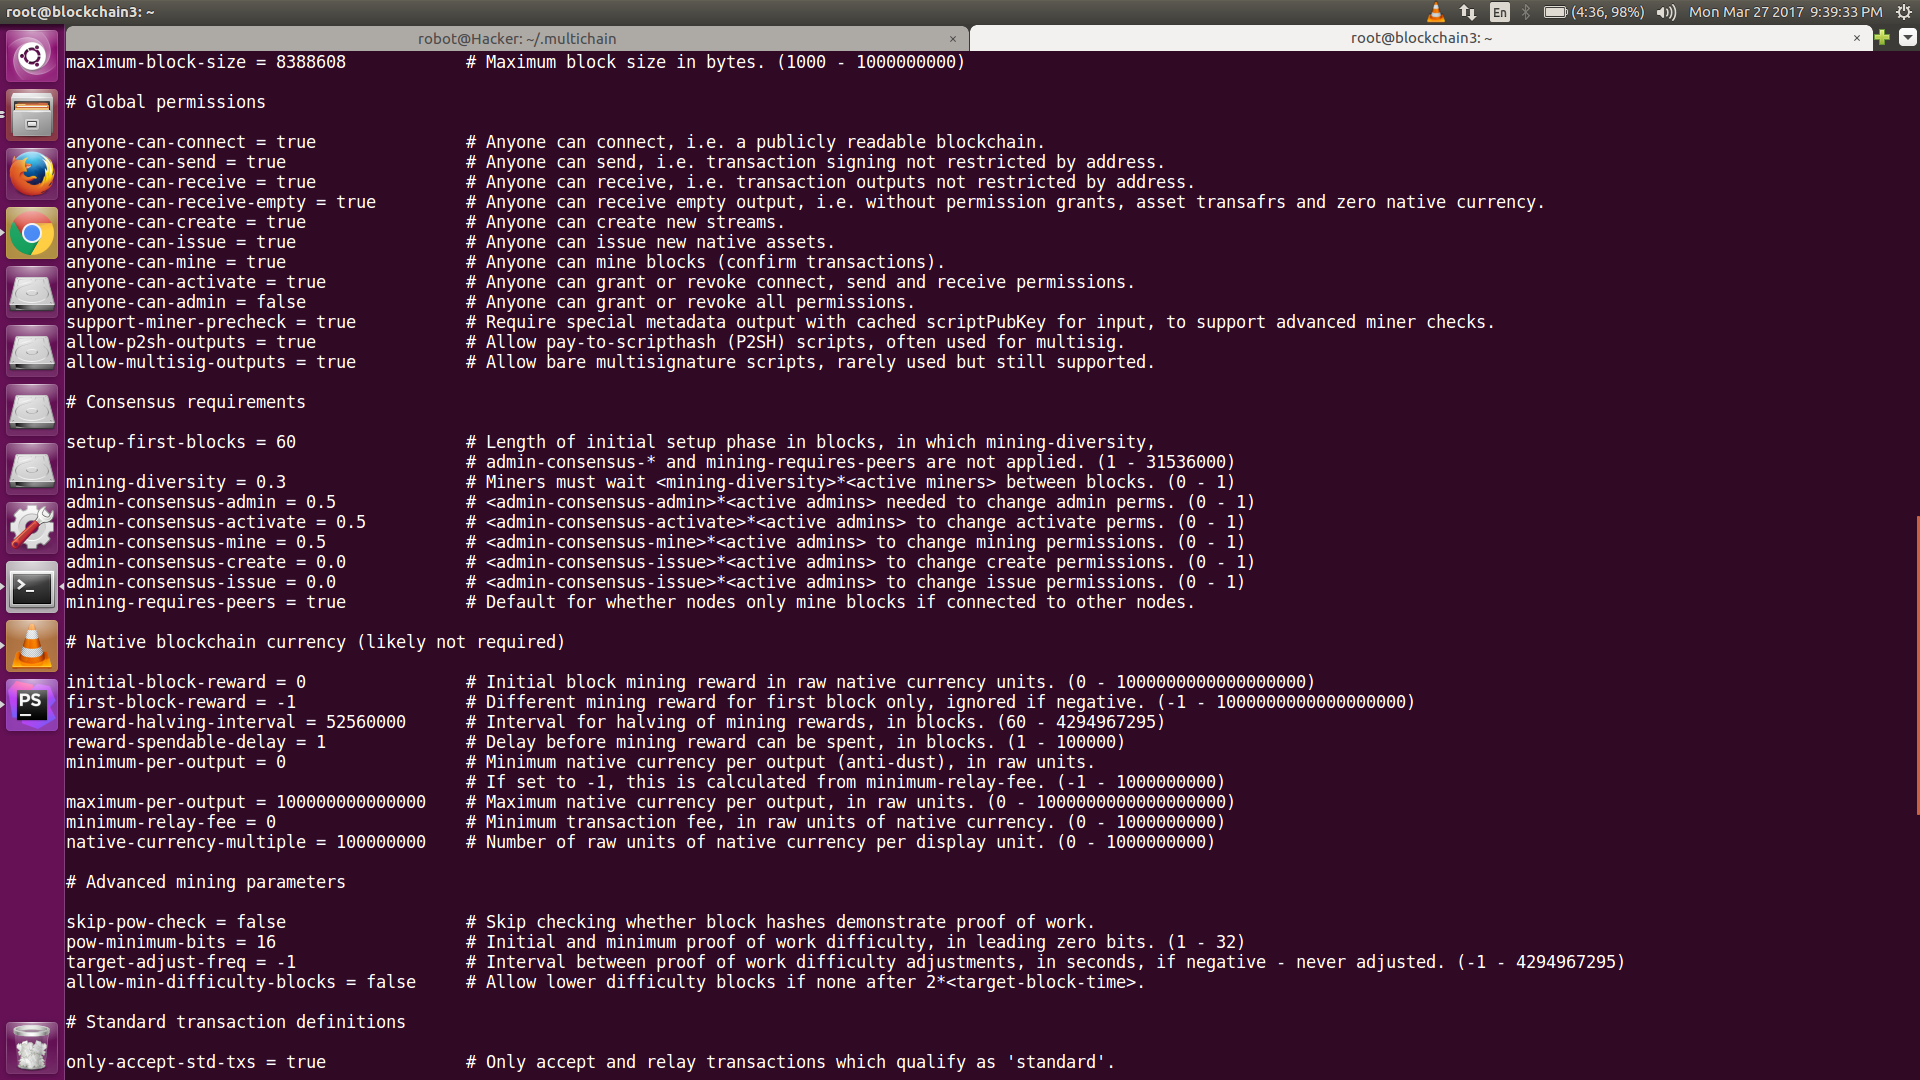 root@blockchain3: ~
En
(4:36, 98%)
Mon Mar 27 2017 9:39:33 PM
robot@Hacker: ~/.multichain ×
root@blockchain3: ~ ×
maximum-block-size = 8388608 # Maximum block size in bytes. (1000 - 1000000000)
# Global permissions
anyone-can-connect = true # Anyone can connect, i.e. a publicly readable blockchain.
anyone-can-send = true # Anyone can send, i.e. transaction signing not restricted by address.
anyone-can-receive = true # Anyone can receive, i.e. transaction outputs not restricted by address.
anyone-can-receive-empty = true # Anyone can receive empty output, i.e. without permission grants, asset transafrs and zero native currency.
anyone-can-create = true # Anyone can create new streams.
anyone-can-issue = true # Anyone can issue new native assets.
anyone-can-mine = true # Anyone can mine blocks (confirm transactions).
anyone-can-activate = true # Anyone can grant or revoke connect, send and receive permissions.
anyone-can-admin = false # Anyone can grant or revoke all permissions.
support-miner-precheck = true # Require special metadata output with cached scriptPubKey for input, to support advanced miner checks.
allow-p2sh-outputs = true # Allow pay-to-scripthash (P2SH) scripts, often used for multisig.
allow-multisig-outputs = true # Allow bare multisignature scripts, rarely used but still supported.
# Consensus requirements
setup-first-blocks = 60 # Length of initial setup phase in blocks, in which mining-diversity,
# admin-consensus-* and mining-requires-peers are not applied. (1 - 31536000)
mining-diversity = 0.3 # Miners must wait <mining-diversity>*<active miners> between blocks. (0 - 1)
admin-consensus-admin = 0.5 # <admin-consensus-admin>*<active admins> needed to change admin perms. (0 - 1)
admin-consensus-activate = 0.5 # <admin-consensus-activate>*<active admins> to change activate perms. (0 - 1)
admin-consensus-mine = 0.5 # <admin-consensus-mine>*<active admins> to change mining permissions. (0 - 1)
admin-consensus-create = 0.0 # <admin-consensus-issue>*<active admins> to change create permissions. (0 - 1)
admin-consensus-issue = 0.0 # <admin-consensus-issue>*<active admins> to change issue permissions. (0 - 1)
mining-requires-peers = true # Default for whether nodes only mine blocks if connected to other nodes.
# Native blockchain currency (likely not required)
initial-block-reward = 0 # Initial block mining reward in raw native currency units. (0 - 1000000000000000000)
first-block-reward = -1 # Different mining reward for first block only, ignored if negative. (-1 - 1000000000000000000)
reward-halving-interval = 52560000 # Interval for halving of mining rewards, in blocks. (60 - 4294967295)
reward-spendable-delay = 1 # Delay before mining reward can be spent, in blocks. (1 - 100000)
minimum-per-output = 0 # Minimum native currency per output (anti-dust), in raw units.
# If set to -1, this is calculated from minimum-relay-fee. (-1 - 1000000000)
maximum-per-output = 100000000000000 # Maximum native currency per output, in raw units. (0 - 1000000000000000000)
minimum-relay-fee = 0 # Minimum transaction fee, in raw units of native currency. (0 - 1000000000)
native-currency-multiple = 100000000 # Number of raw units of native currency per display unit. (0 - 1000000000)
# Advanced mining parameters
skip-pow-check = false # Skip checking whether block hashes demonstrate proof of work.
pow-minimum-bits = 16 # Initial and minimum proof of work difficulty, in leading zero bits. (1 - 32)
target-adjust-freq = -1 # Interval between proof of work difficulty adjustments, in seconds, if negative - never adjusted. (-1 - 4294967295)
allow-min-difficulty-blocks = false # Allow lower difficulty blocks if none after 2*<target-block-time>.
# Standard transaction definitions
only-accept-std-txs = true # Only accept and relay transactions which qualify as 'standard'.
>_
PS